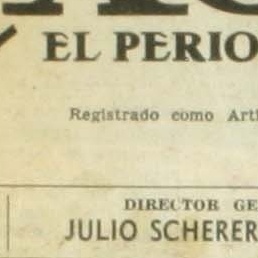 EL PERIO
Registrado como Art
DIRECTOR GE
JULIO SCHERER